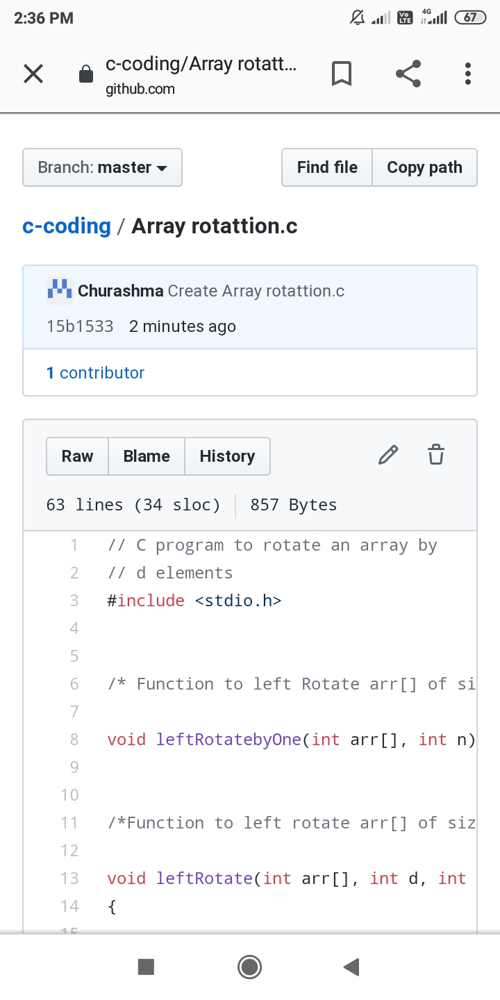 2:36 PM
Vo
LTE
4G
67
c-coding/Array rotatt...
github.com
Branch: master
Find file
Copy path
c-coding / Array rotattion.c
Churashma Create Array rotattion.c
15b1533 2 minutes ago
1 contributor
Raw
Blame
History
63 lines (34 sloc) 857 Bytes
1 // C program to rotate an array by
2 // d elements
3 #include <stdio.h>
4
5
6 /* Function to left Rotate arr[] of si
7
8 void leftRotatebyOne(int arr[], int n)
9
10
11 /*Function to left rotate arr[] of siz
12
13 void leftRotate(int arr[], int d, int
14 {
15